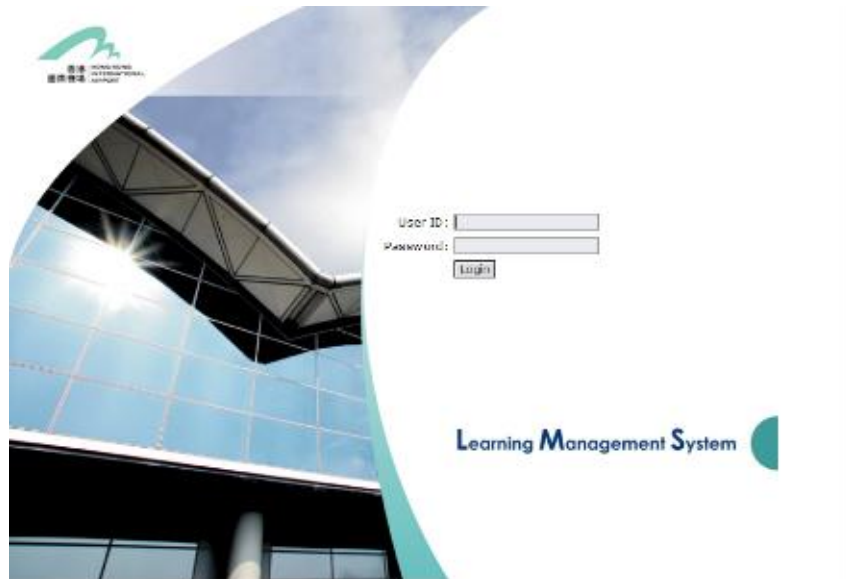 香港
國際機場
HONG KONG
INTERNATIONAL
AIRPORT
User ID:
Password:
Login
Learning Management System